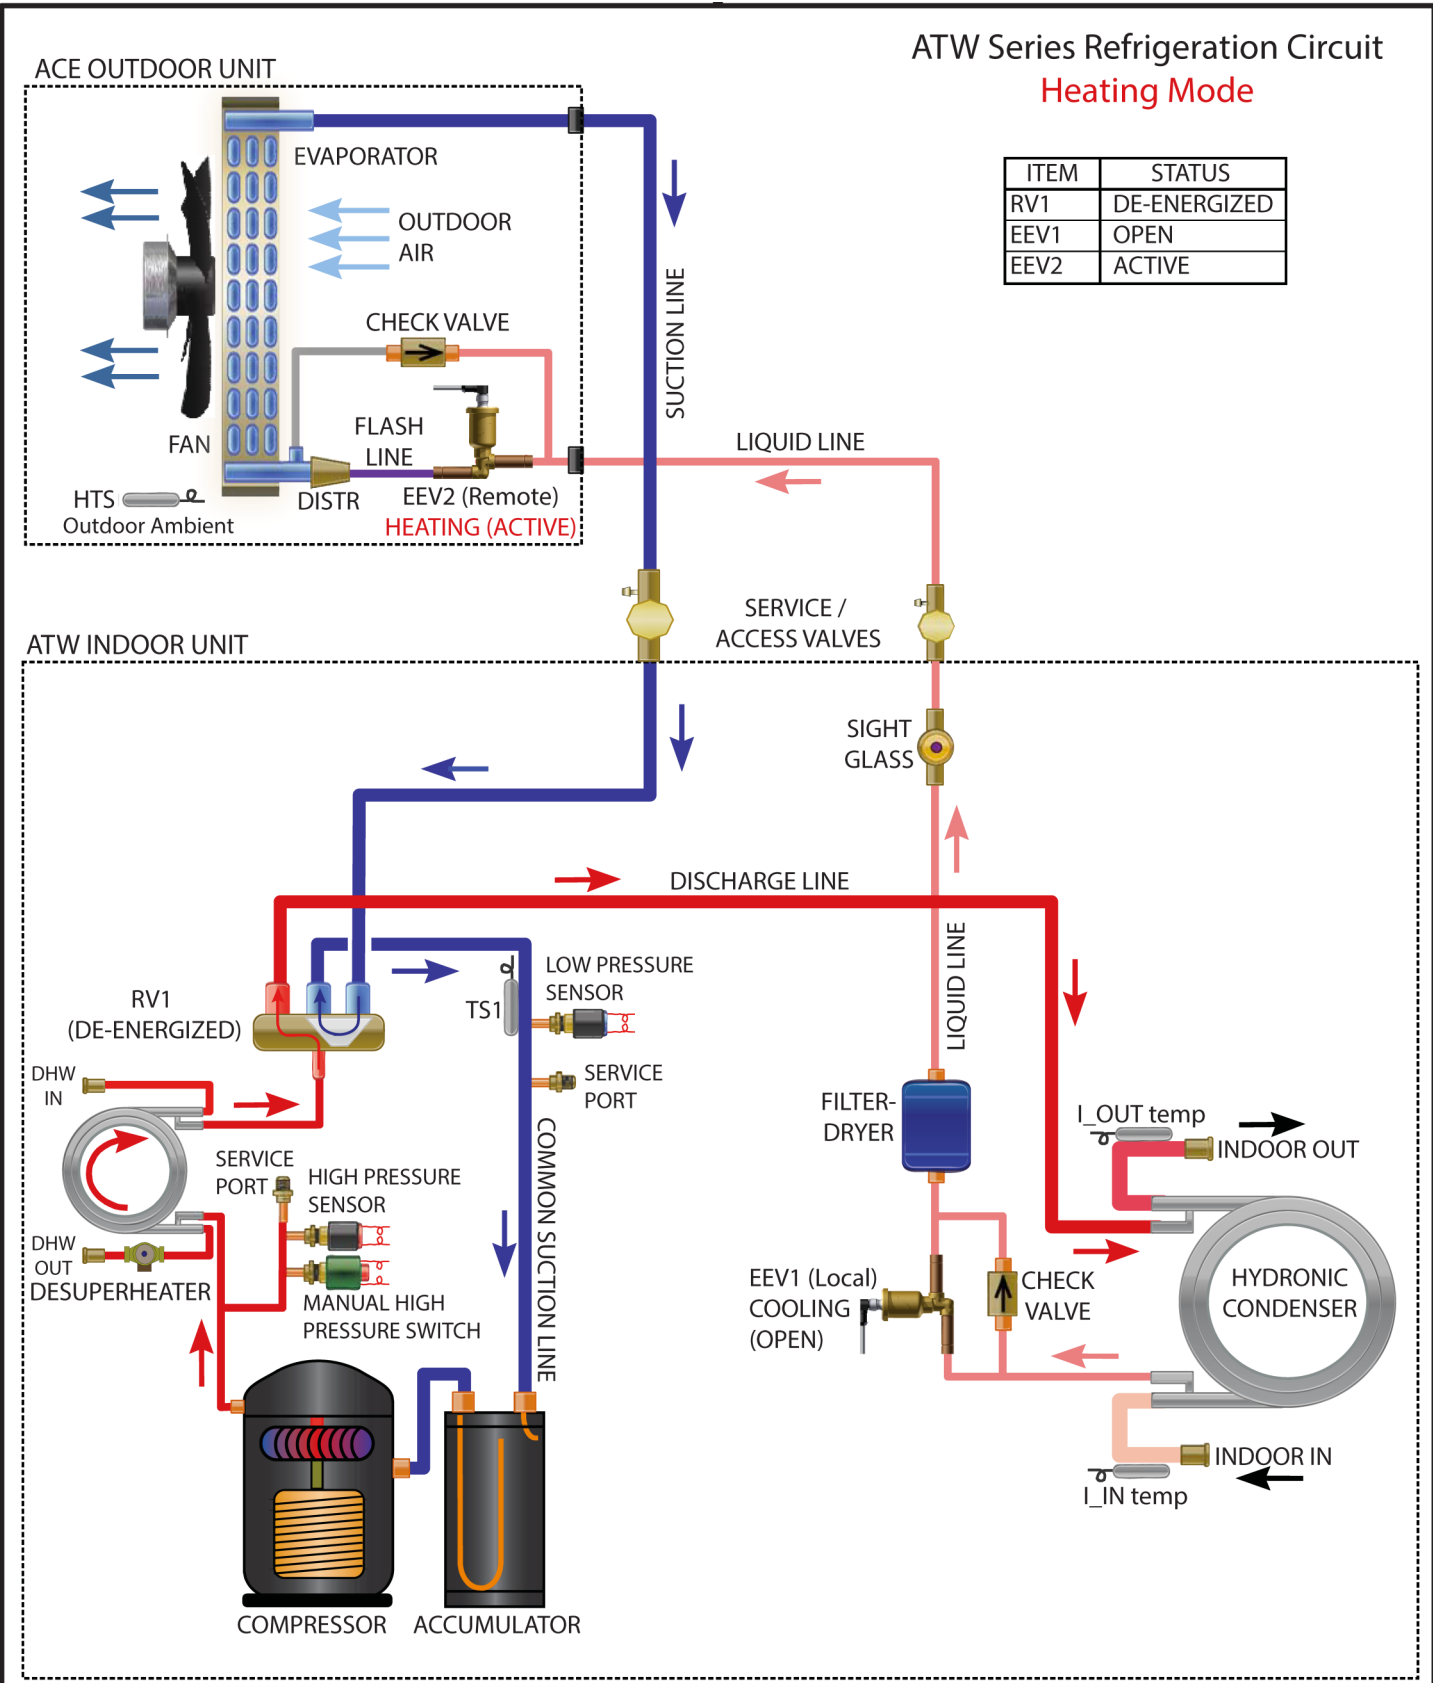 ATW Series Refrigeration Circuit
Heating Mode
ITEM STATUS
RV1 DE-ENERGIZED
EEV1 OPEN
EEV2 ACTIVE
ACE OUTDOOR UNIT
EVAPORATOR
OUTDOOR
AIR
CHECK VALVE
FAN
FLASH
LINE
HTS
Outdoor Ambient
DISTR
EEV2 (Remote)
HEATING (ACTIVE)
SUCTION LINE
LIQUID LINE
SERVICE /
ACCESS VALVES
ATW INDOOR UNIT
SIGHT
GLASS
DISCHARGE LINE
LIQUID LINE
RV1
(DE-ENERGIZED)
TS1
LOW PRESSURE
SENSOR
SERVICE
PORT
DHW
IN
SERVICE
PORT
HIGH PRESSURE
SENSOR
DHW
OUT
DESUPERHEATER
MANUAL HIGH
PRESSURE SWITCH
COMMON SUCTION LINE
FILTER-
DRYER
I_OUT temp
INDOOR OUT
EEV1 (Local)
COOLING
(OPEN)
CHECK
VALVE
HYDRONIC
CONDENSER
INDOOR IN
I_IN temp
COMPRESSOR
ACCUMULATOR